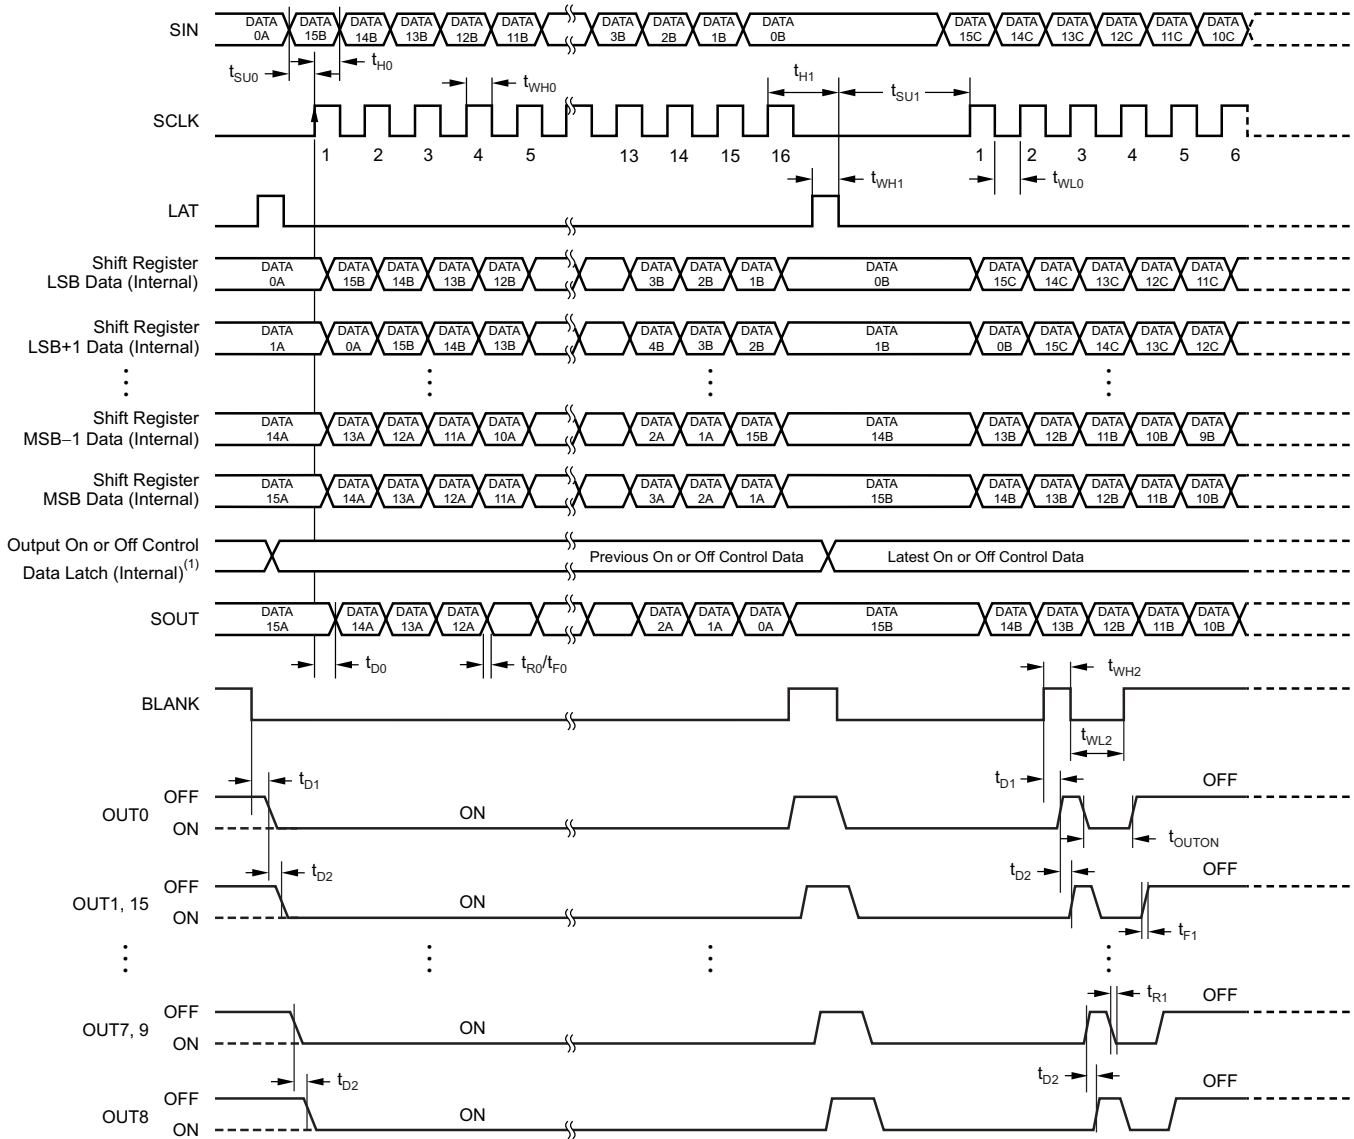 SIN
DATA 0A
DATA 15B
DATA 14B
DATA 13B
DATA 12B
DATA 11B
DATA 3B
DATA 2B
DATA 1B
DATA 0B
DATA 15C
DATA 14C
DATA 13C
DATA 12C
DATA 11C
DATA 10C
tSU0
tH0
tWH0
tH1
tSU1
SCLK
1 2 3 4 5 13 14 15 16 1 2 3 4 5 6
tWH1
tWL0
LAT
Shift Register
LSB Data (Internal)
DATA 0A
DATA 15B
DATA 14B
DATA 13B
DATA 12B
DATA 3B
DATA 2B
DATA 1B
DATA 0B
DATA 15C
DATA 14C
DATA 13C
DATA 12C
DATA 11C
Shift Register
LSB+1 Data (Internal)
DATA 1A
DATA 0A
DATA 15B
DATA 14B
DATA 13B
DATA 4B
DATA 3B
DATA 2B
DATA 1B
DATA 0B
DATA 15C
DATA 14C
DATA 13C
DATA 12C
Shift Register
MSB−1 Data (Internal)
DATA 14A
DATA 13A
DATA 12A
DATA 11A
DATA 10A
DATA 2A
DATA 1A
DATA 15B
DATA 14B
DATA 13B
DATA 12B
DATA 11B
DATA 10B
DATA 9B
Shift Register
MSB Data (Internal)
DATA 15A
DATA 14A
DATA 13A
DATA 12A
DATA 11A
DATA 3A
DATA 2A
DATA 1A
DATA 15B
DATA 14B
DATA 13B
DATA 12B
DATA 11B
DATA 10B
Output On or Off Control
Data Latch (Internal)(1)
Previous On or Off Control Data
Latest On or Off Control Data
SOUT
DATA 15A
DATA 14A
DATA 13A
DATA 12A
DATA 2A
DATA 1A
DATA 0A
DATA 15B
DATA 14B
DATA 13B
DATA 12B
DATA 11B
DATA 10B
tD0
tR0/tF0
tWH2
BLANK
tWL2
tD1
tD1
OFF
OUT0
OFF
ON
ON
tOUTON
tD2
tD2
OFF
OUT1, 15
OFF
ON
ON
tF1
tR1
OFF
OUT7, 9
OFF
ON
ON
tD2
tD2
OFF
OUT8
OFF
ON
ON